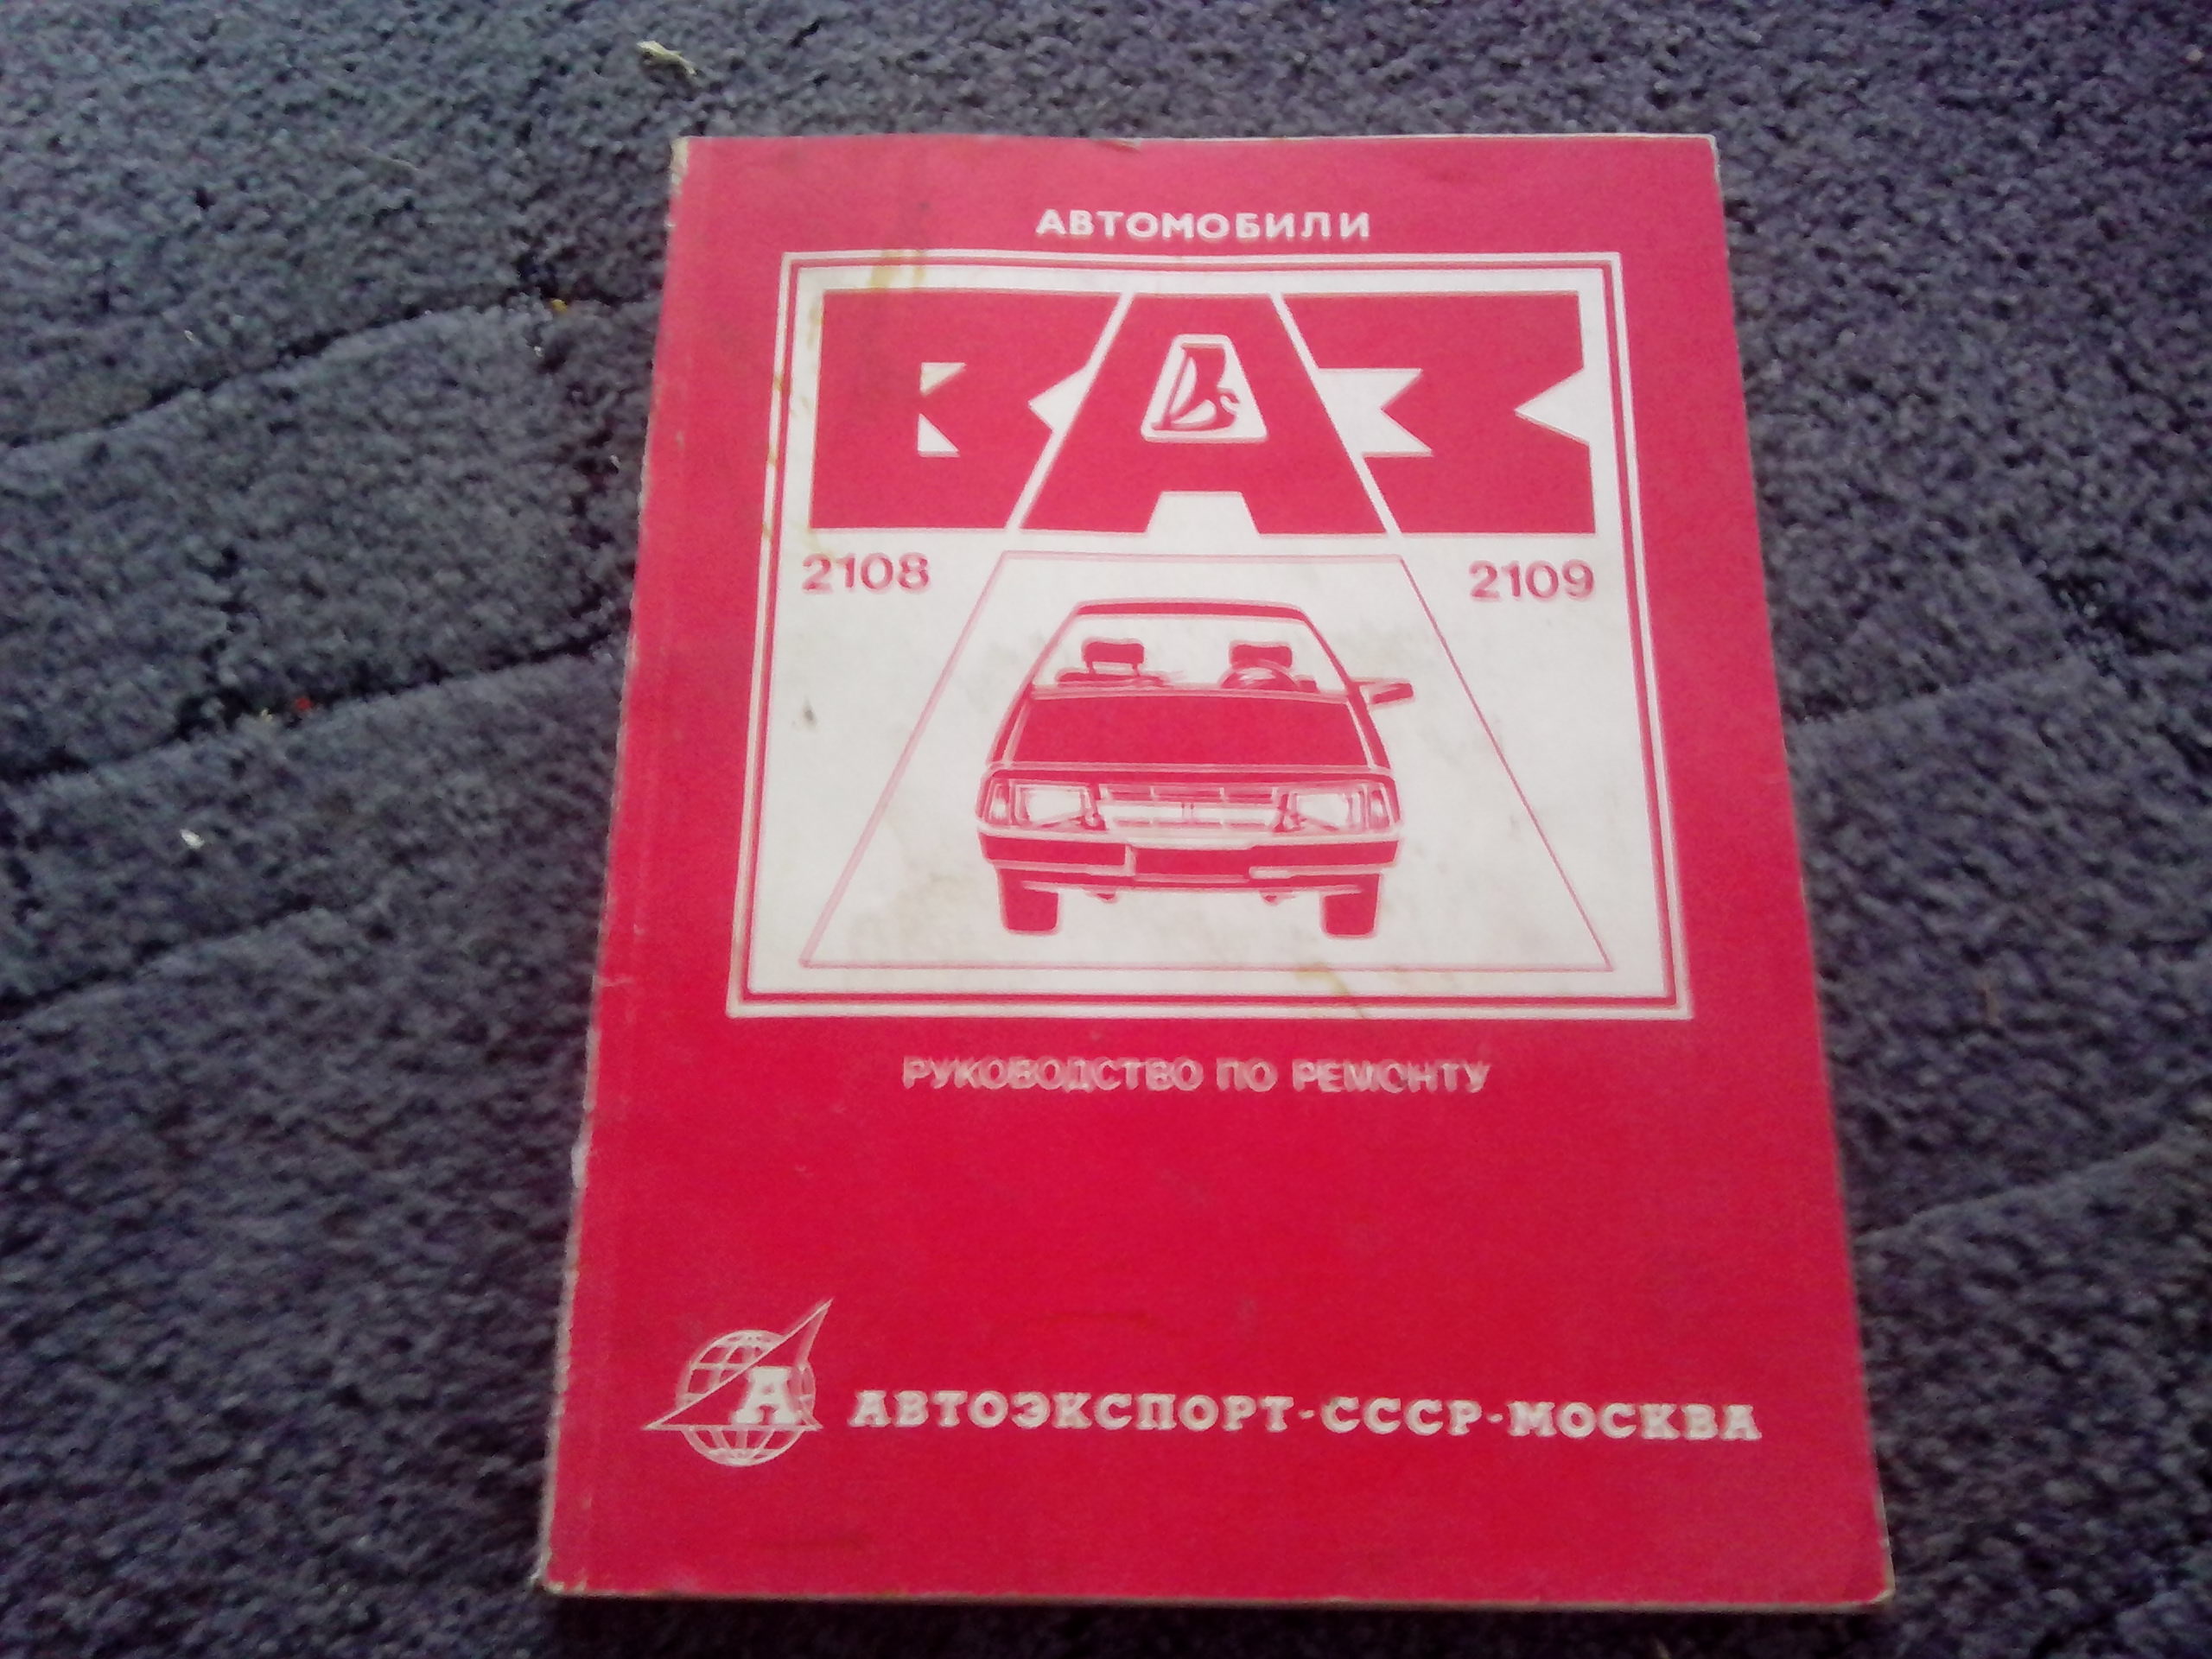 АВТОМОБИЛИ
ВАЗ
2108 2109
РУКОВОДСТВО ПО РЕМОНТУ
А АВТОЭКСПОРТ-СССР-МОСКВА